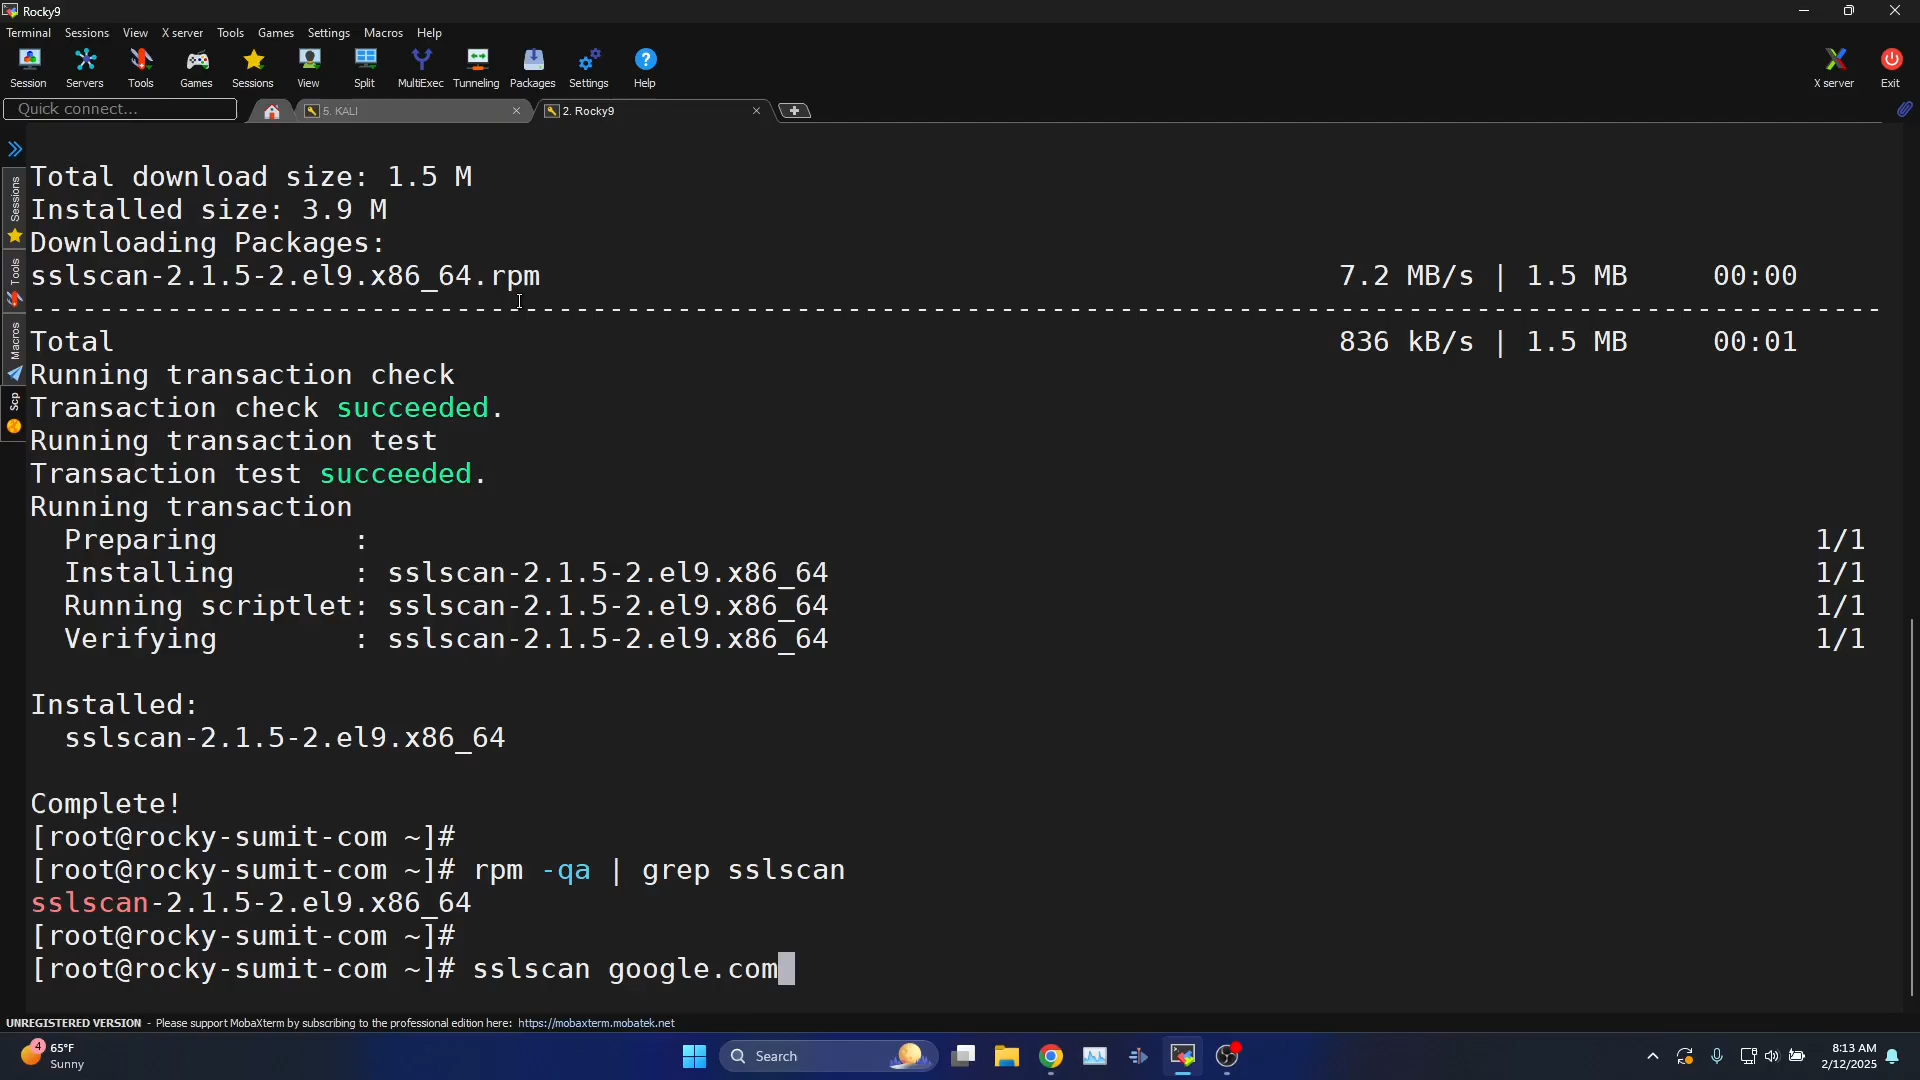 Rocky9
Terminal Sessions View X server Tools Games Settings Macros Help
Session Servers Tools Games Sessions View Split MultiExec Tunneling Packages Settings Help X server Exit
Quick connect...
5. KALI
2. Rocky9
Sessions
Tools
Macros
Scp
Total download size: 1.5 M
Installed size: 3.9 M
Downloading Packages:
sslscan-2.1.5-2.el9.x86_64.rpm 7.2 MB/s | 1.5 MB 00:00
--------------------------------------------------------------------------------------------------------------
Total 836 kB/s | 1.5 MB 00:01
Running transaction check
Transaction check succeeded.
Running transaction test
Transaction test succeeded.
Running transaction
Preparing : 1/1
Installing : sslscan-2.1.5-2.el9.x86_64 1/1
Running scriptlet: sslscan-2.1.5-2.el9.x86_64 1/1
Verifying : sslscan-2.1.5-2.el9.x86_64 1/1
Installed:
sslscan-2.1.5-2.el9.x86_64
Complete!
[root@rocky-sumit-com ~]#
[root@rocky-sumit-com ~]# rpm -qa | grep sslscan
sslscan-2.1.5-2.el9.x86_64
[root@rocky-sumit-com ~]#
[root@rocky-sumit-com ~]# sslscan google.com
UNREGISTERED VERSION - Please support MobaXterm by subscribing to the professional edition here: https://mobaxterm.mobatek.net
4
65°F
Sunny
Search
8:13 AM
2/12/2025